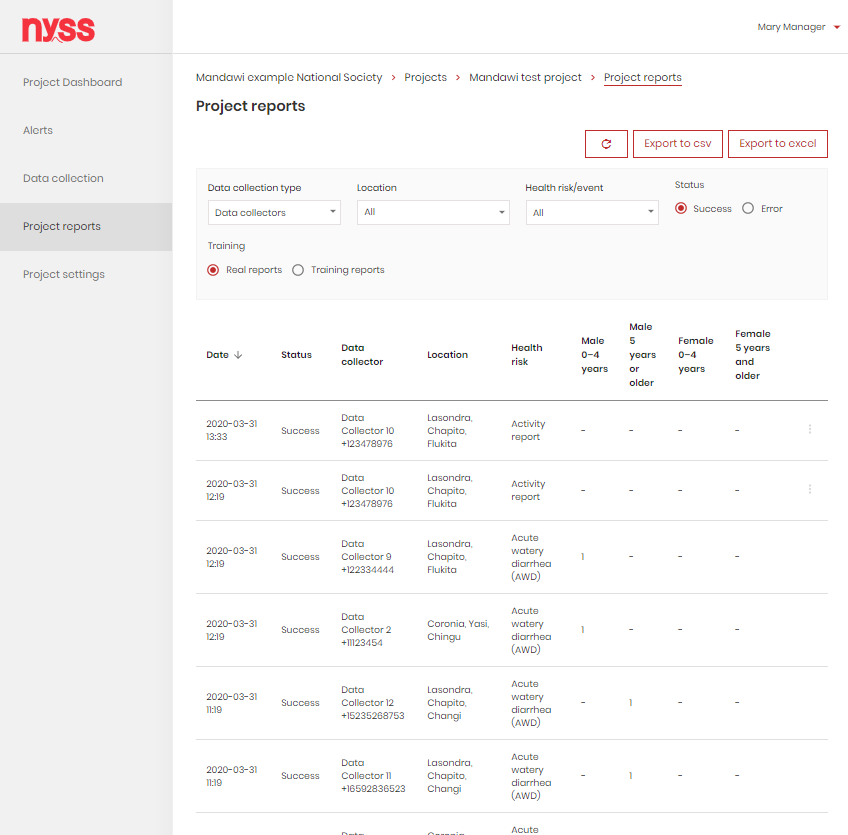 nyss
Mary Manager
Project Dashboard
Alerts
Data collection
Project reports
Project settings
Mandawi example National Society > Projects > Mandawi test project > Project reports
Project reports
Export to csv
Export to excel
Data collection type
Data collectors
Location
All
Health risk/event
All
Status
Success
Error
Training
Real reports
Training reports
Date
Status
Data
collector
Location
Health
risk
Male
0–4
years
Male
5
years
or
older
Female
0–4
years
Female
5 years
and
older
2020-03-31
13:33
Success
Data
Collector 10
+123478976
Lasondra,
Chapito,
Flukita
Activity
report
-
-
-
-
2020-03-31
12:19
Success
Data
Collector 10
+123478976
Lasondra,
Chapito,
Flukita
Activity
report
-
-
-
-
2020-03-31
12:19
Success
Data
Collector 9
+122334444
Lasondra,
Chapito,
Flukita
Acute
watery
diarrhea
(AWD)
1
-
-
-
2020-03-31
12:19
Success
Data
Collector 2
+11123454
Coronia, Yasi,
Chingu
Acute
watery
diarrhea
(AWD)
1
-
-
-
2020-03-31
11:19
Success
Data
Collector 12
+15235268753
Lasondra,
Chapito,
Changi
Acute
watery
diarrhea
(AWD)
-
1
-
-
2020-03-31
11:19
Success
Data
Collector 11
+16592836523
Lasondra,
Chapito,
Changi
Acute
watery
diarrhea
(AWD)
-
1
-
-
Data
Coronia
Acute